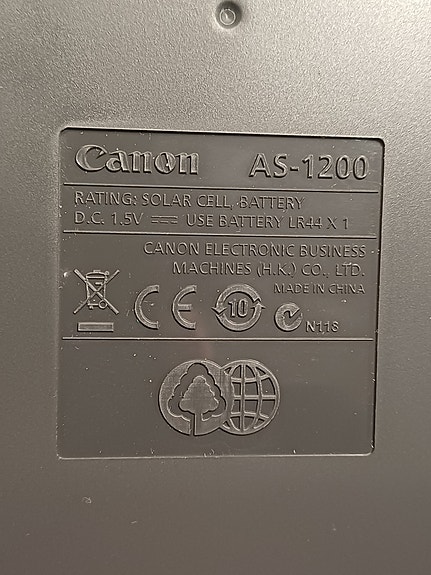 Canon AS-1200
RATING: SOLAR CELL, BATTERY
D.C. 1.5V ⎓ USE BATTERY LR44 X 1
CANON ELECTRONIC BUSINESS
MACHINES (H.K.) CO., LTD.
MADE IN CHINA
CE 10 N118